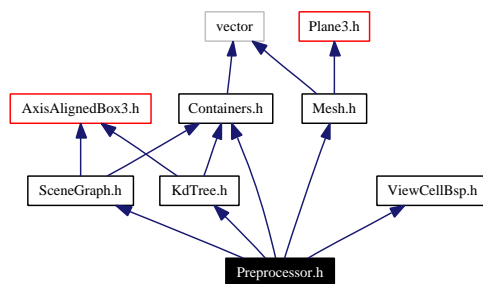 vector
Plane3.h
AxisAlignedBox3.h
Containers.h
Mesh.h
SceneGraph.h
KdTree.h
ViewCellBsp.h
Preprocessor.h